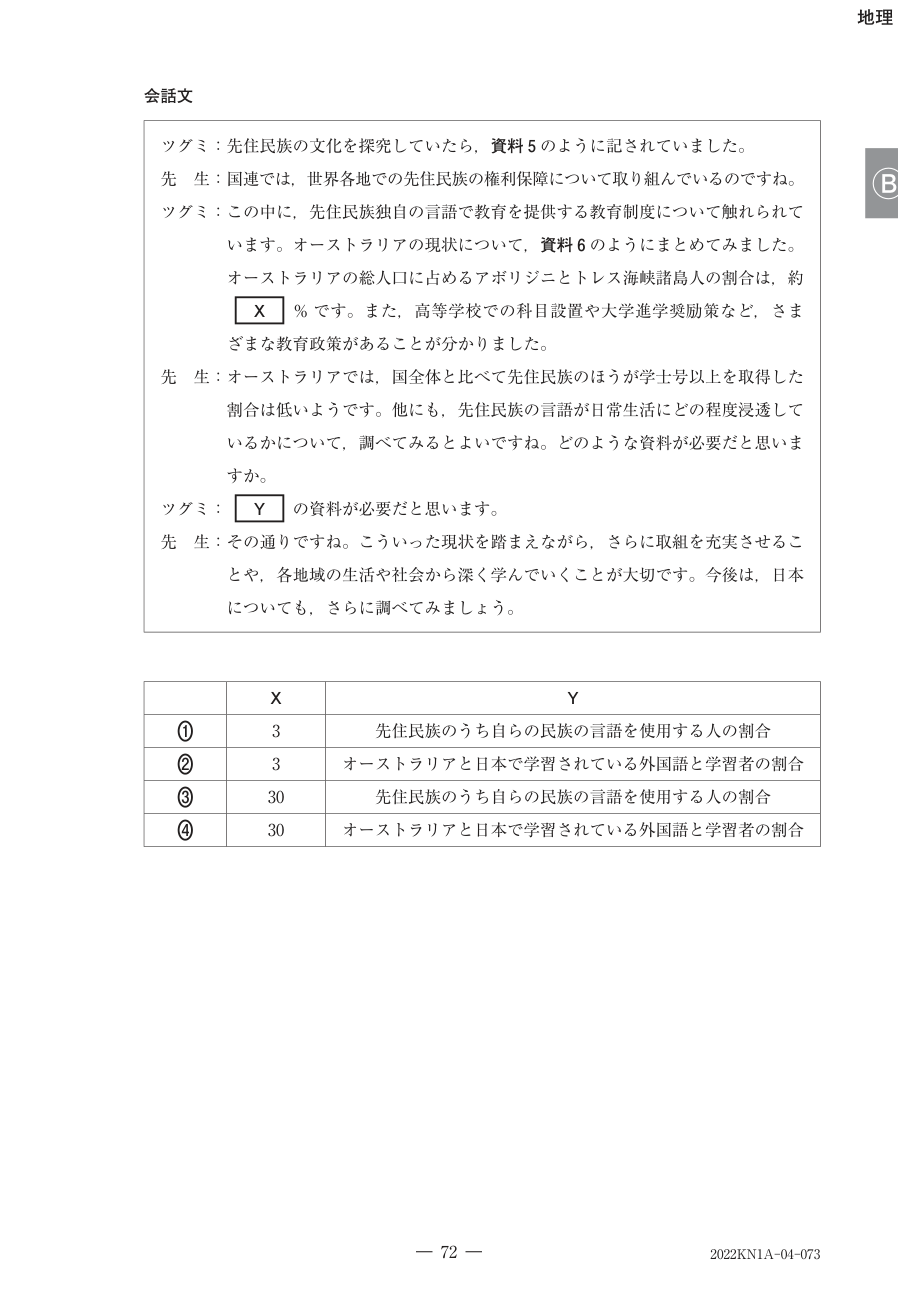 地理
会話文
ツグミ：先住民族の文化を探究していたら，資料5のように記されていました。
先　生：国連では，世界各地での先住民族の権利保障について取り組んでいるのですね。
Ⓑ
ツグミ：この中に，先住民族独自の言語で教育を提供する教育制度について触れられて
います。オーストラリアの現状について，資料6のようにまとめてみました。
オーストラリアの総人口に占めるアボリジニとトレス海峡諸島人の割合は，約
X ％です。また，高等学校での科目設置や大学進学奨励策など，さま
ざまな教育政策があることが分かりました。
先　生：オーストラリアでは，国全体と比べて先住民族のほうが学士号以上を取得した
割合は低いようです。他にも，先住民族の言語が日常生活にどの程度浸透して
いるかについて，調べてみるとよいですね。どのような資料が必要だと思いま
すか。
ツグミ： Y の資料が必要だと思います。
先　生：その通りですね。こういった現状を踏まえながら，さらに取組を充実させるこ
とや，各地域の生活や社会から深く学んでいくことが大切です。今後は，日本
についても，さらに調べてみましょう。
X Y
① 3 先住民族のうち自らの民族の言語を使用する人の割合
② 3 オーストラリアと日本で学習されている外国語と学習者の割合
③ 30 先住民族のうち自らの民族の言語を使用する人の割合
④ 30 オーストラリアと日本で学習されている外国語と学習者の割合
— 72 —
2022KN1A-04-073